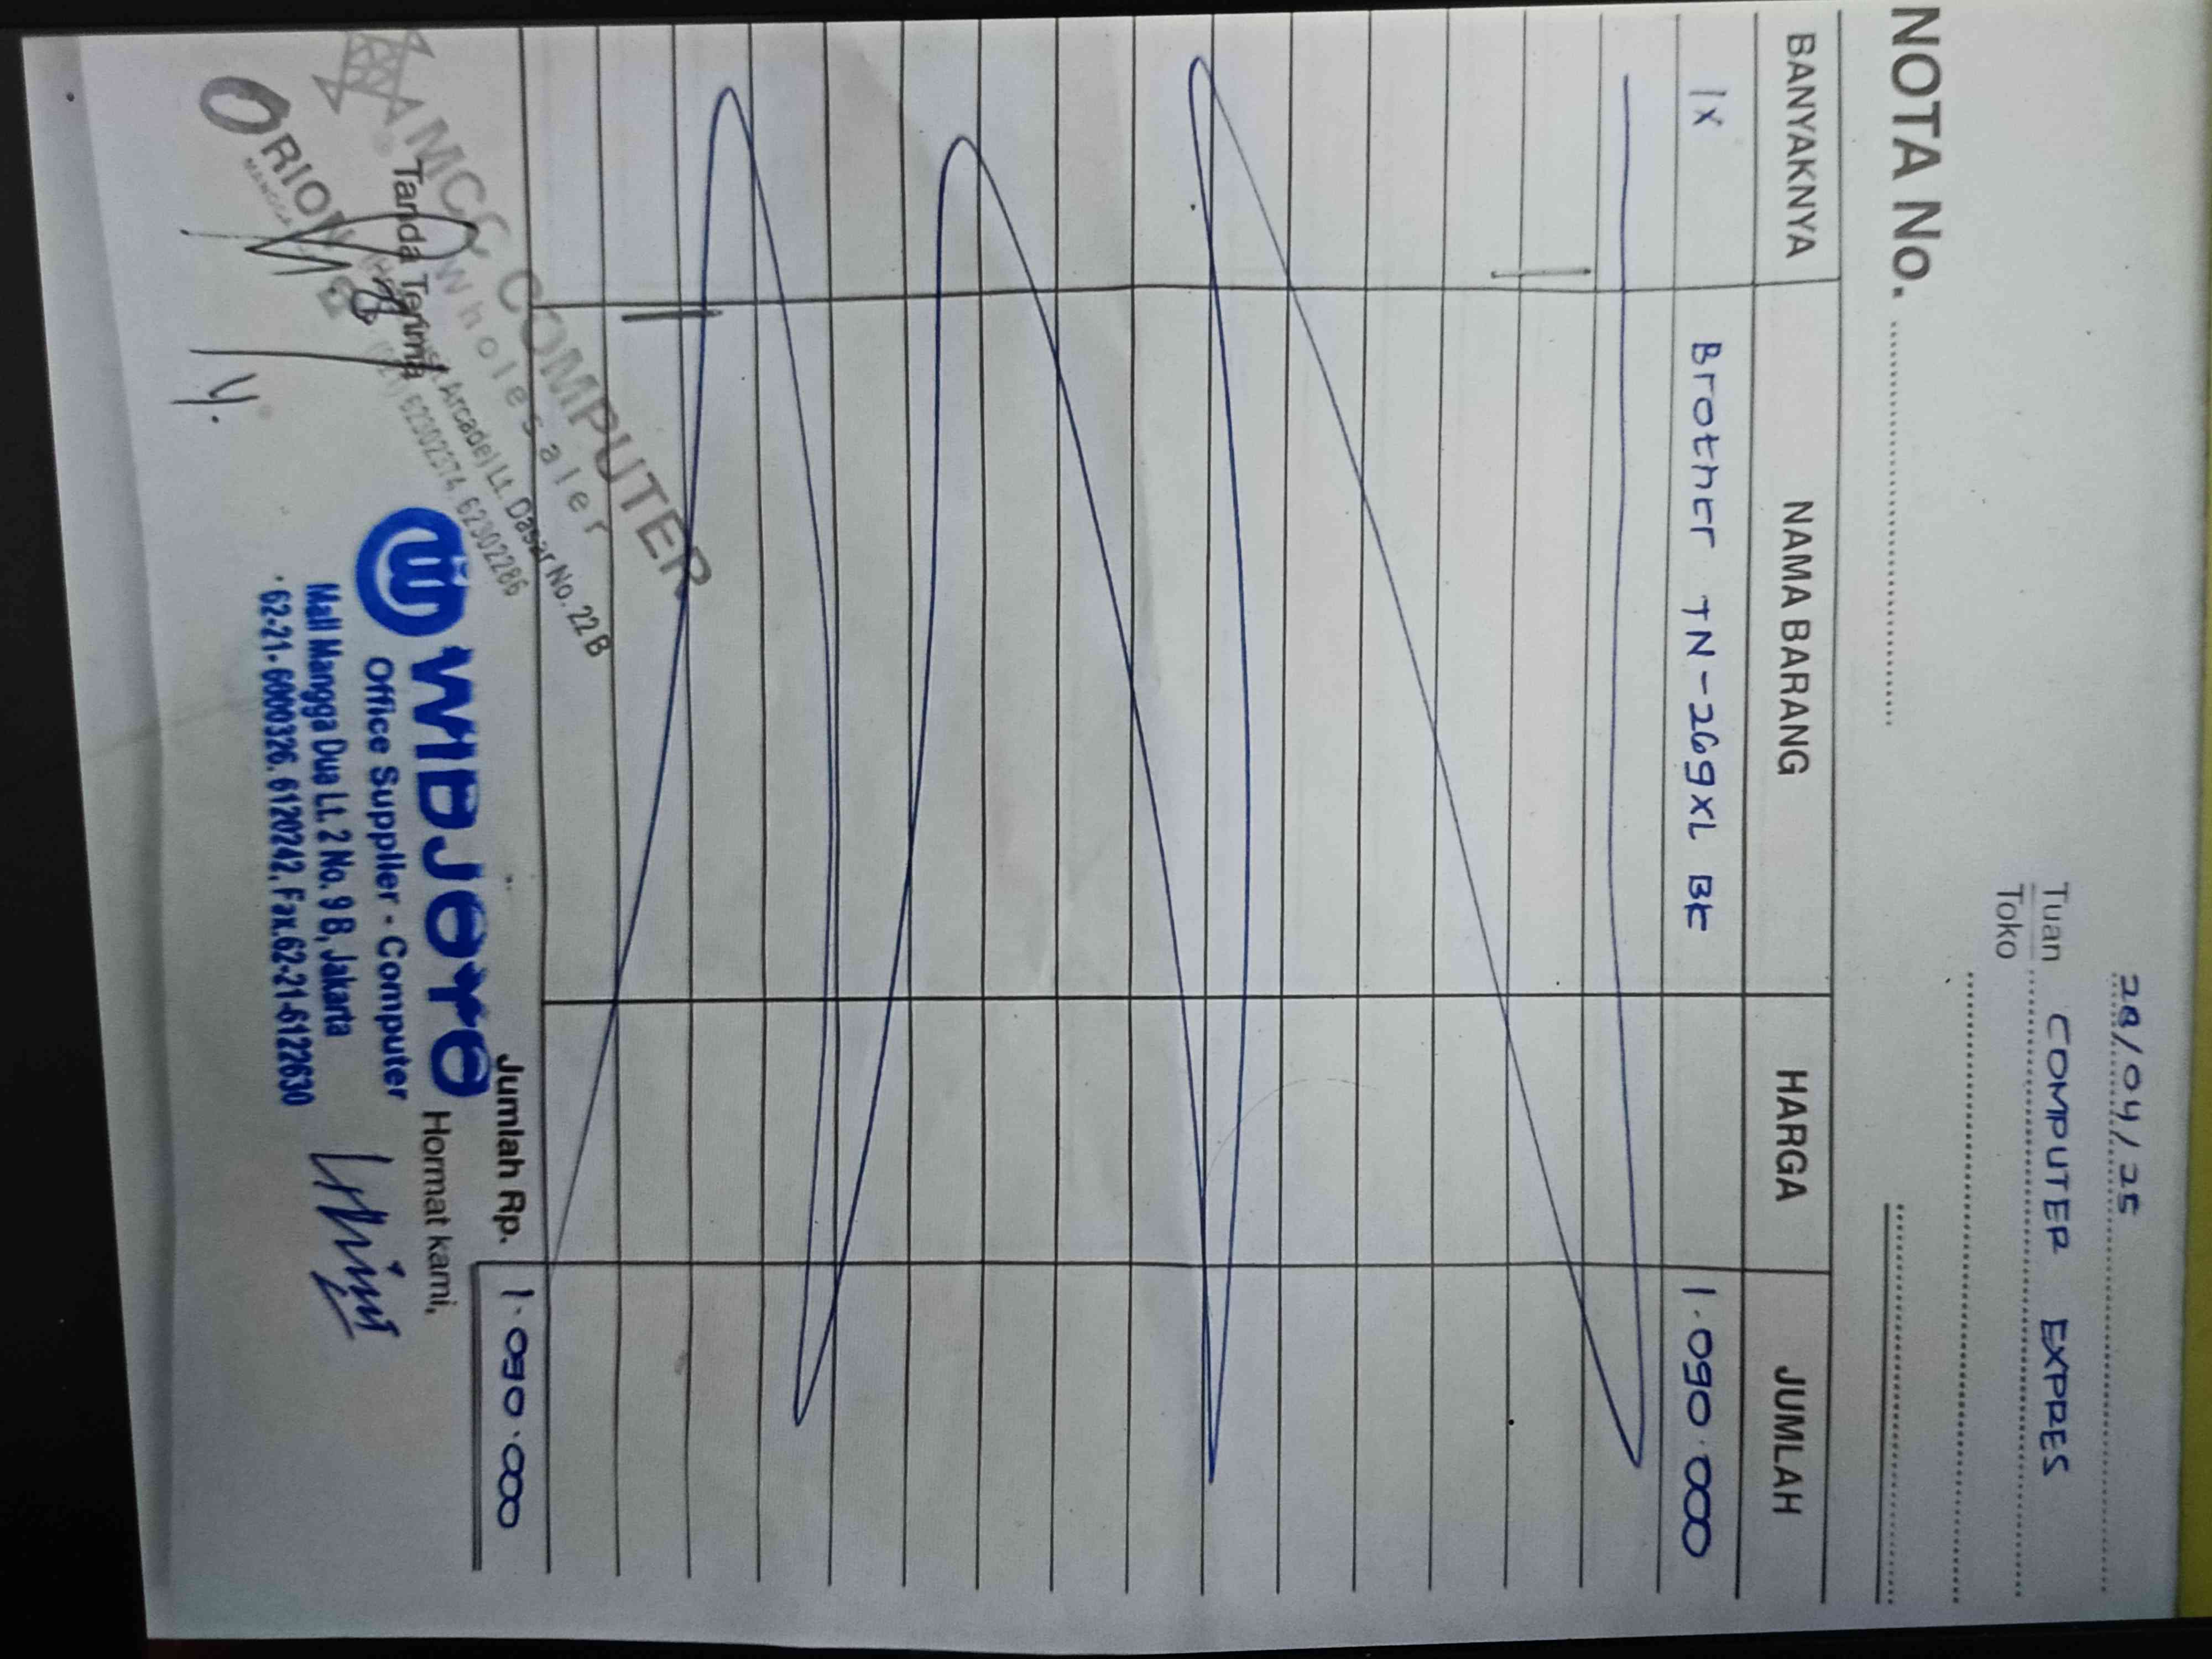 28/04/25
Tuan COMPUTER EXPRES
Toko
NOTA No.
BANYAKNYA NAMA BARANG HARGA JUMLAH
1x Brother TN-269XL BK 1.090.000
Jumlah Rp. 1.090.000
Tanda Terima Hormat kami,
COMPUTER
Wholesaler
Arcade) Lt. Dasar No. 22 B
62302374, 62302286
ORION
WIDJOYO
Office Supplier - Computer
Mall Mangga Dua Lt. 2 No. 9 B, Jakarta
62-21-6000326, 6120242, Fax.62-21-6122630